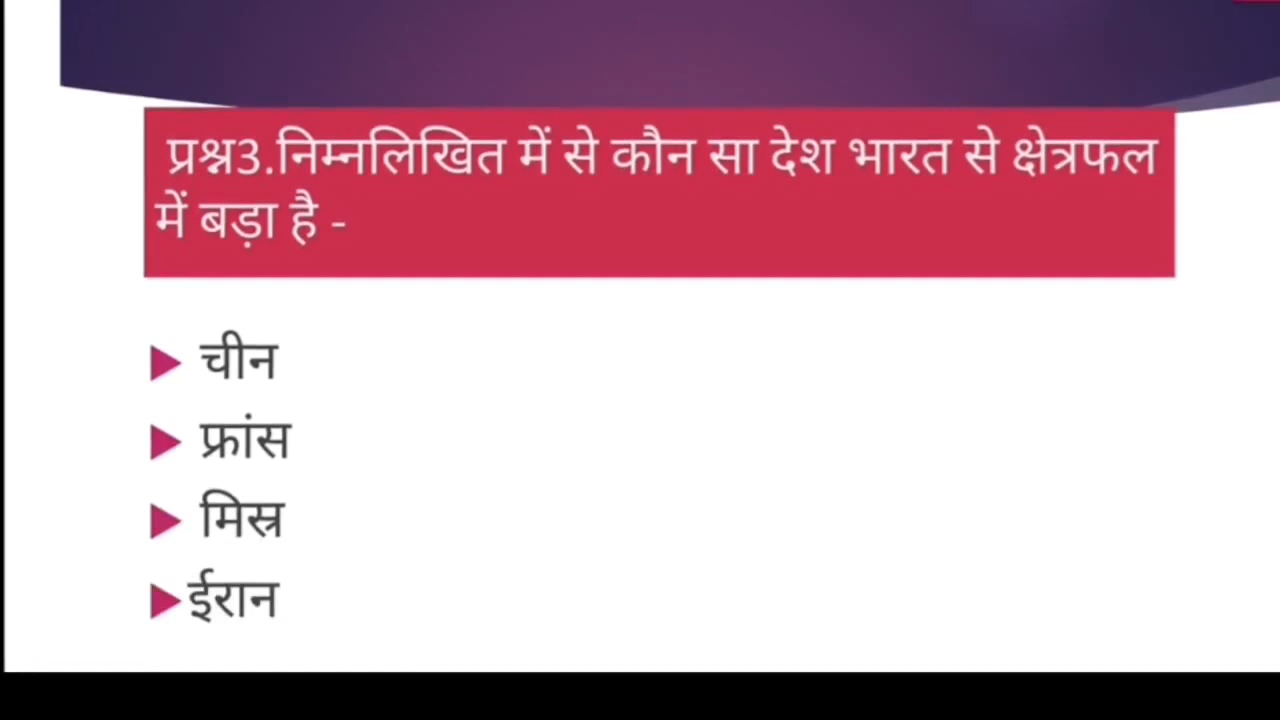 प्रश्न3.निम्नलिखित में से कौन सा देश भारत से क्षेत्रफल
में बड़ा है -
चीन
फ्रांस
मिस्र
ईरान